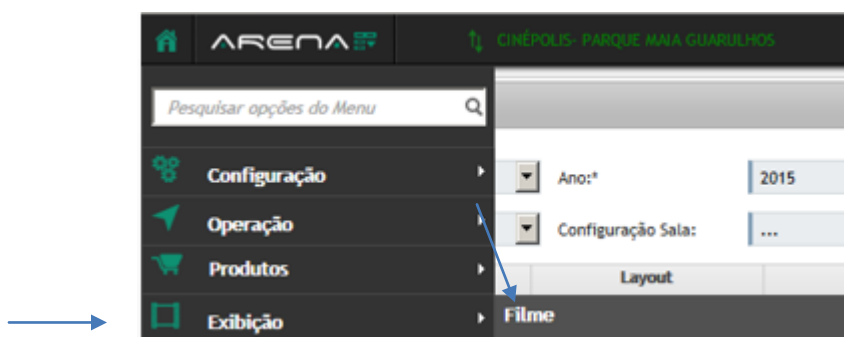 ARENA
CINÉPOLIS- PARQUE MAIA GUARULHOS
Pesquisar opções do Menu
Configuração
Ano:*
2015
Operação
Configuração Sala:
...
Produtos
Layout
Exibição
Filme